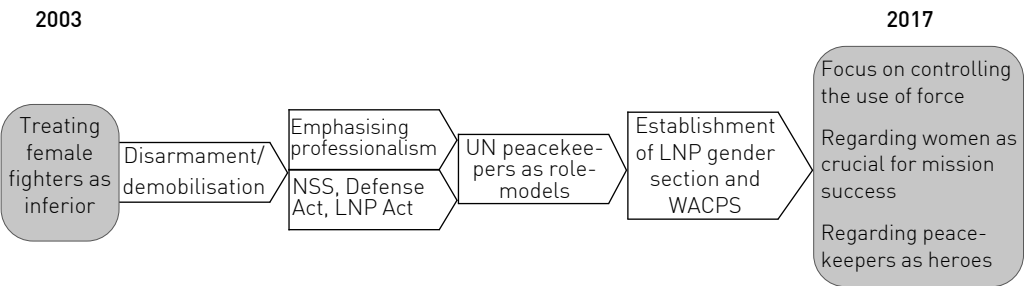 2003
2017
Treating
female
fighters as
inferior
Disarmament/
demobilisation
Emphasising
professionalism
NSS, Defense
Act, LNP Act
UN peacekee-
pers as role-
models
Establishment
of LNP gender
section and
WACPS
Focus on controlling
the use of force
Regarding women as
crucial for mission
success
Regarding peace-
keepers as heroes